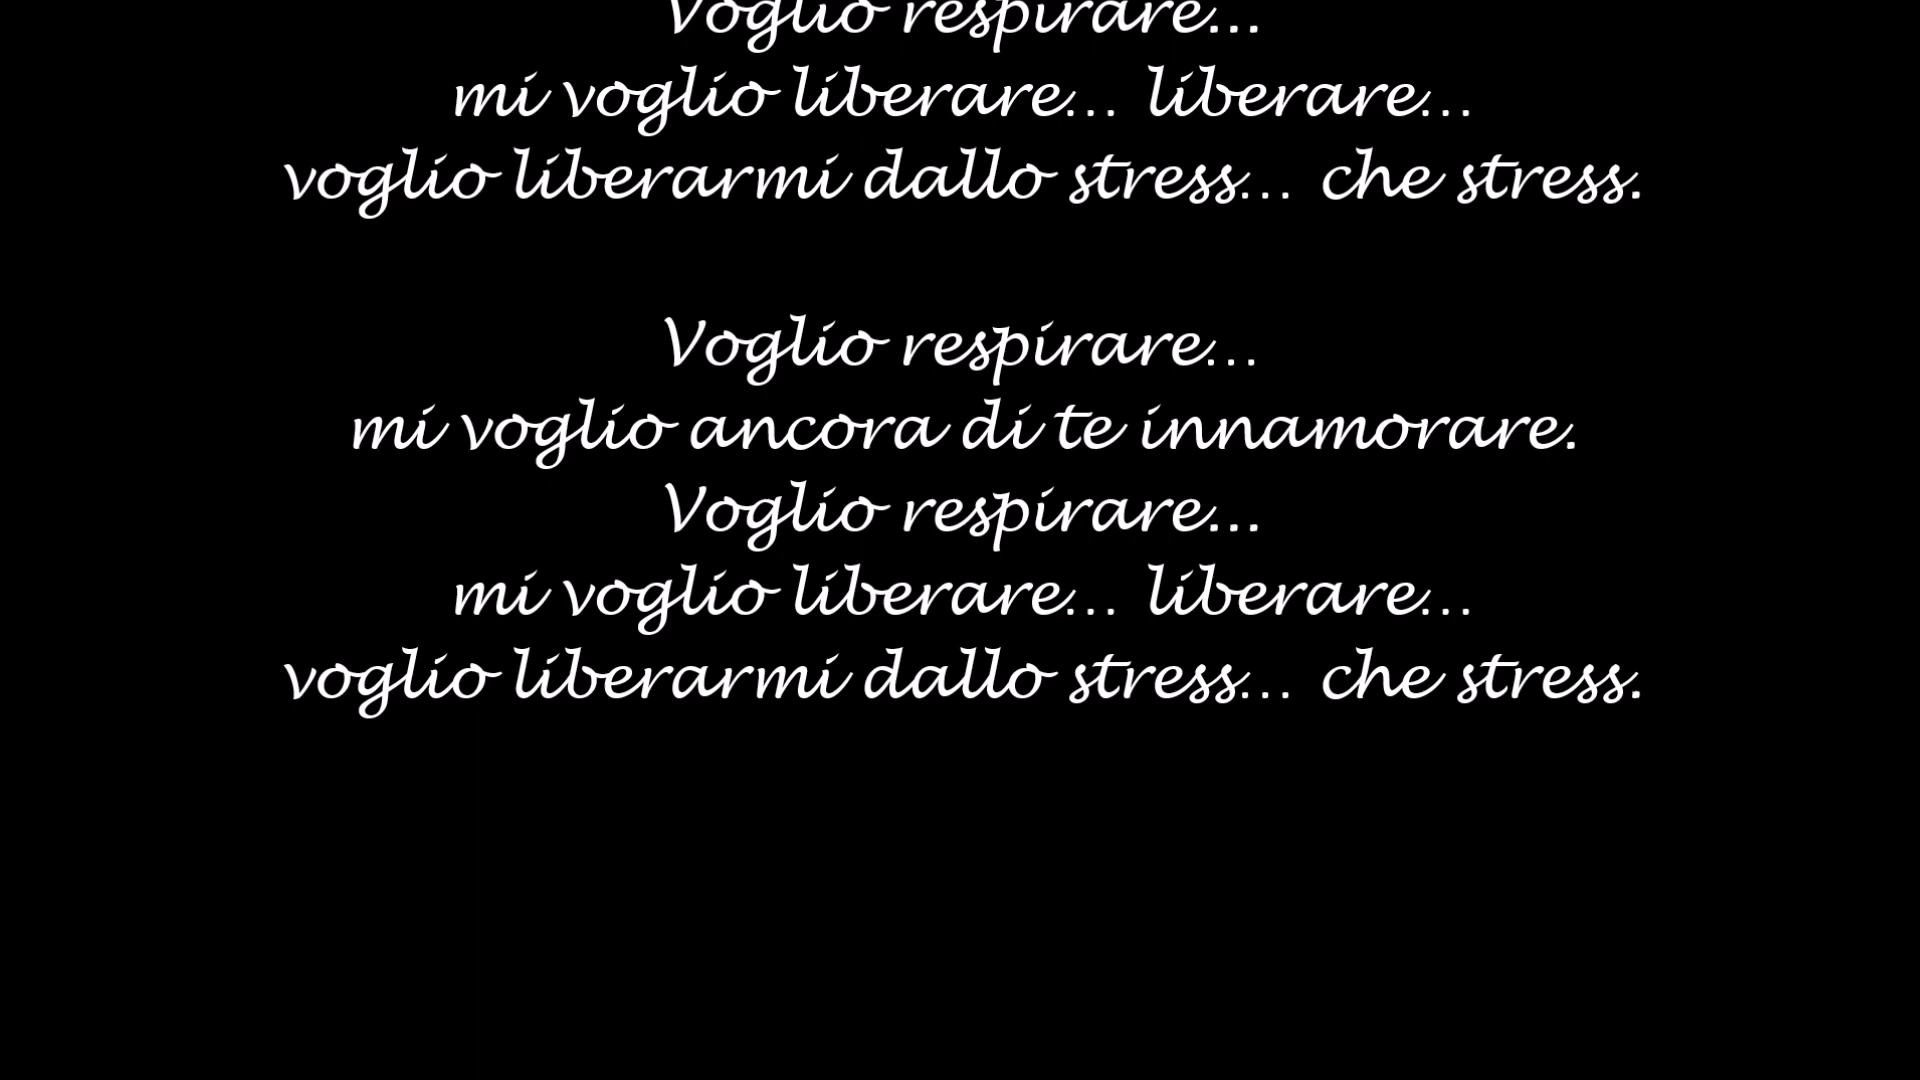 Voglio respirare...
mi voglio liberare... liberare...
voglio liberarmi dallo stress... che stress.
Voglio respirare...
mi voglio ancora di te innamorare.
Voglio respirare...
mi voglio liberare... liberare...
voglio liberarmi dallo stress... che stress.